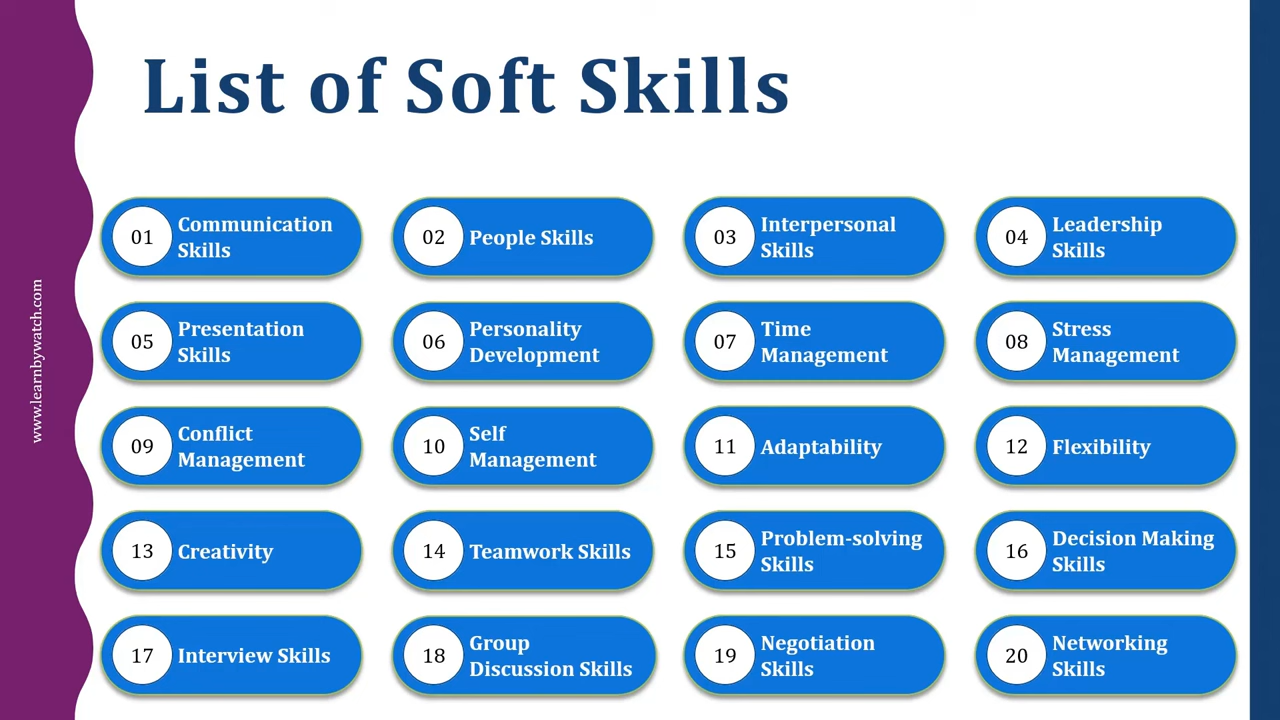 List of Soft Skills
01 Communication
Skills
02 People Skills
03 Interpersonal
Skills
04 Leadership
Skills
05 Presentation
Skills
06 Personality
Development
07 Time
Management
08 Stress
Management
09 Conflict
Management
10 Self
Management
11 Adaptability
12 Flexibility
13 Creativity
14 Teamwork Skills
15 Problem-solving
Skills
16 Decision Making
Skills
17 Interview Skills
18 Group
Discussion Skills
19 Negotiation
Skills
20 Networking
Skills
www.learnbywatch.com